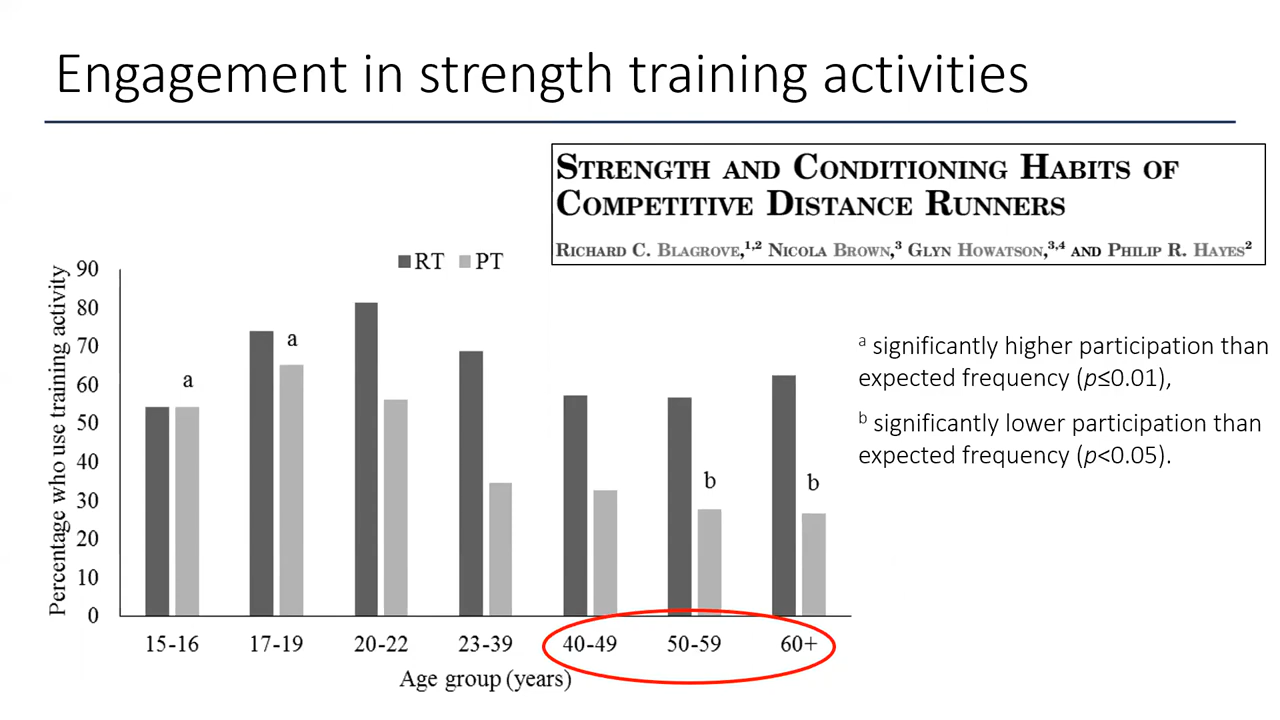 Engagement in strength training activities
STRENGTH AND CONDITIONING HABITS OF
COMPETITIVE DISTANCE RUNNERS
RICHARD C. BLAGROVE,1,2 NICOLA BROWN,3 GLYN HOWATSON,3,4 AND PHILIP R. HAYES2
RT PT
Percentage who use training activity
90
80
70
60
50
40
30
20
10
0
a
a
b
b
15-16 17-19 20-22 23-39 40-49 50-59 60+
Age group (years)
a significantly higher participation than
expected frequency (p≤0.01),
b significantly lower participation than
expected frequency (p<0.05).